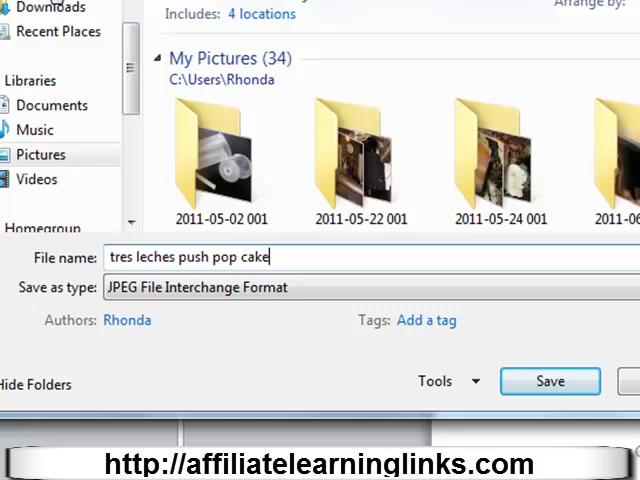 Downloads
Arrange by:
Includes: 4 locations
Recent Places
My Pictures (34)
C:\Users\Rhonda
Libraries
Documents
Music
Pictures
Videos
2011-05-02 001
2011-05-22 001
2011-05-24 001
2011-06
Homegroup
File name: tres leches push pop cake
Save as type: JPEG File Interchange Format
Authors: Rhonda
Tags: Add a tag
Hide Folders
Tools
Save
http://affiliatelearninglinks.com